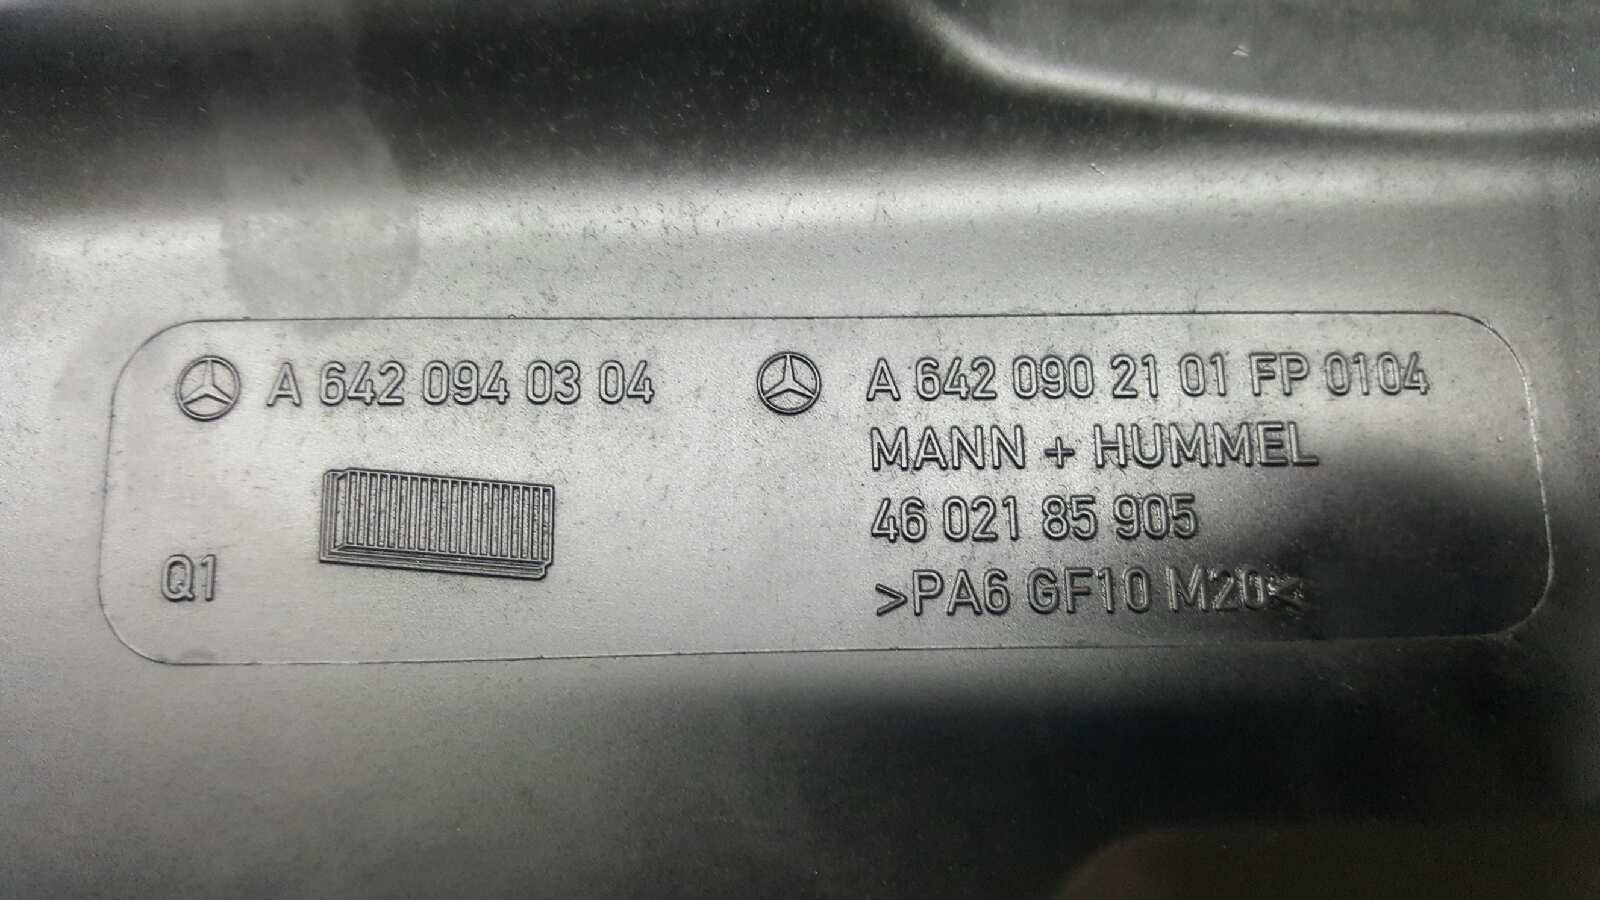 A 642 094 03 04
Q1
A 642 090 21 01 FP 0104
MANN + HUMMEL
46 021 85 905
>PA6 GF10 M20<